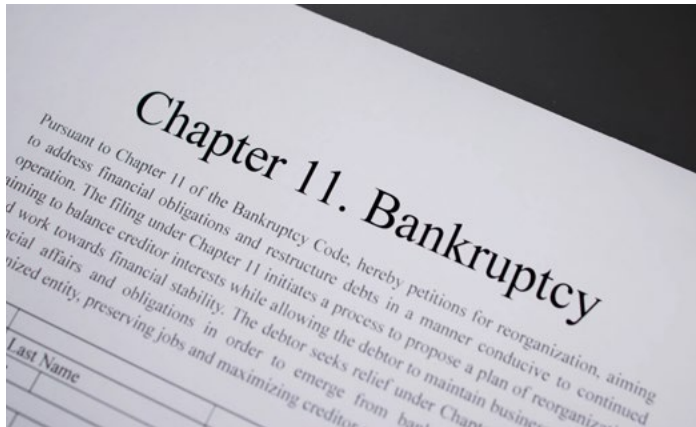 Chapter 11. Bankruptcy
Pursuant to Chapter 11 of the Bankruptcy Code, hereby petitions for reorganization, aiming
to address financial obligations and restructure debts in a manner conducive to continued
operation. The filing under Chapter 11 initiates a process to propose a plan of
aiming to balance creditor interests while allowing the debtor to maintain
work towards financial stability. The debtor seeks relief under
affairs and obligations in order to emerge from
entity, preserving jobs and maximizing
Last Name